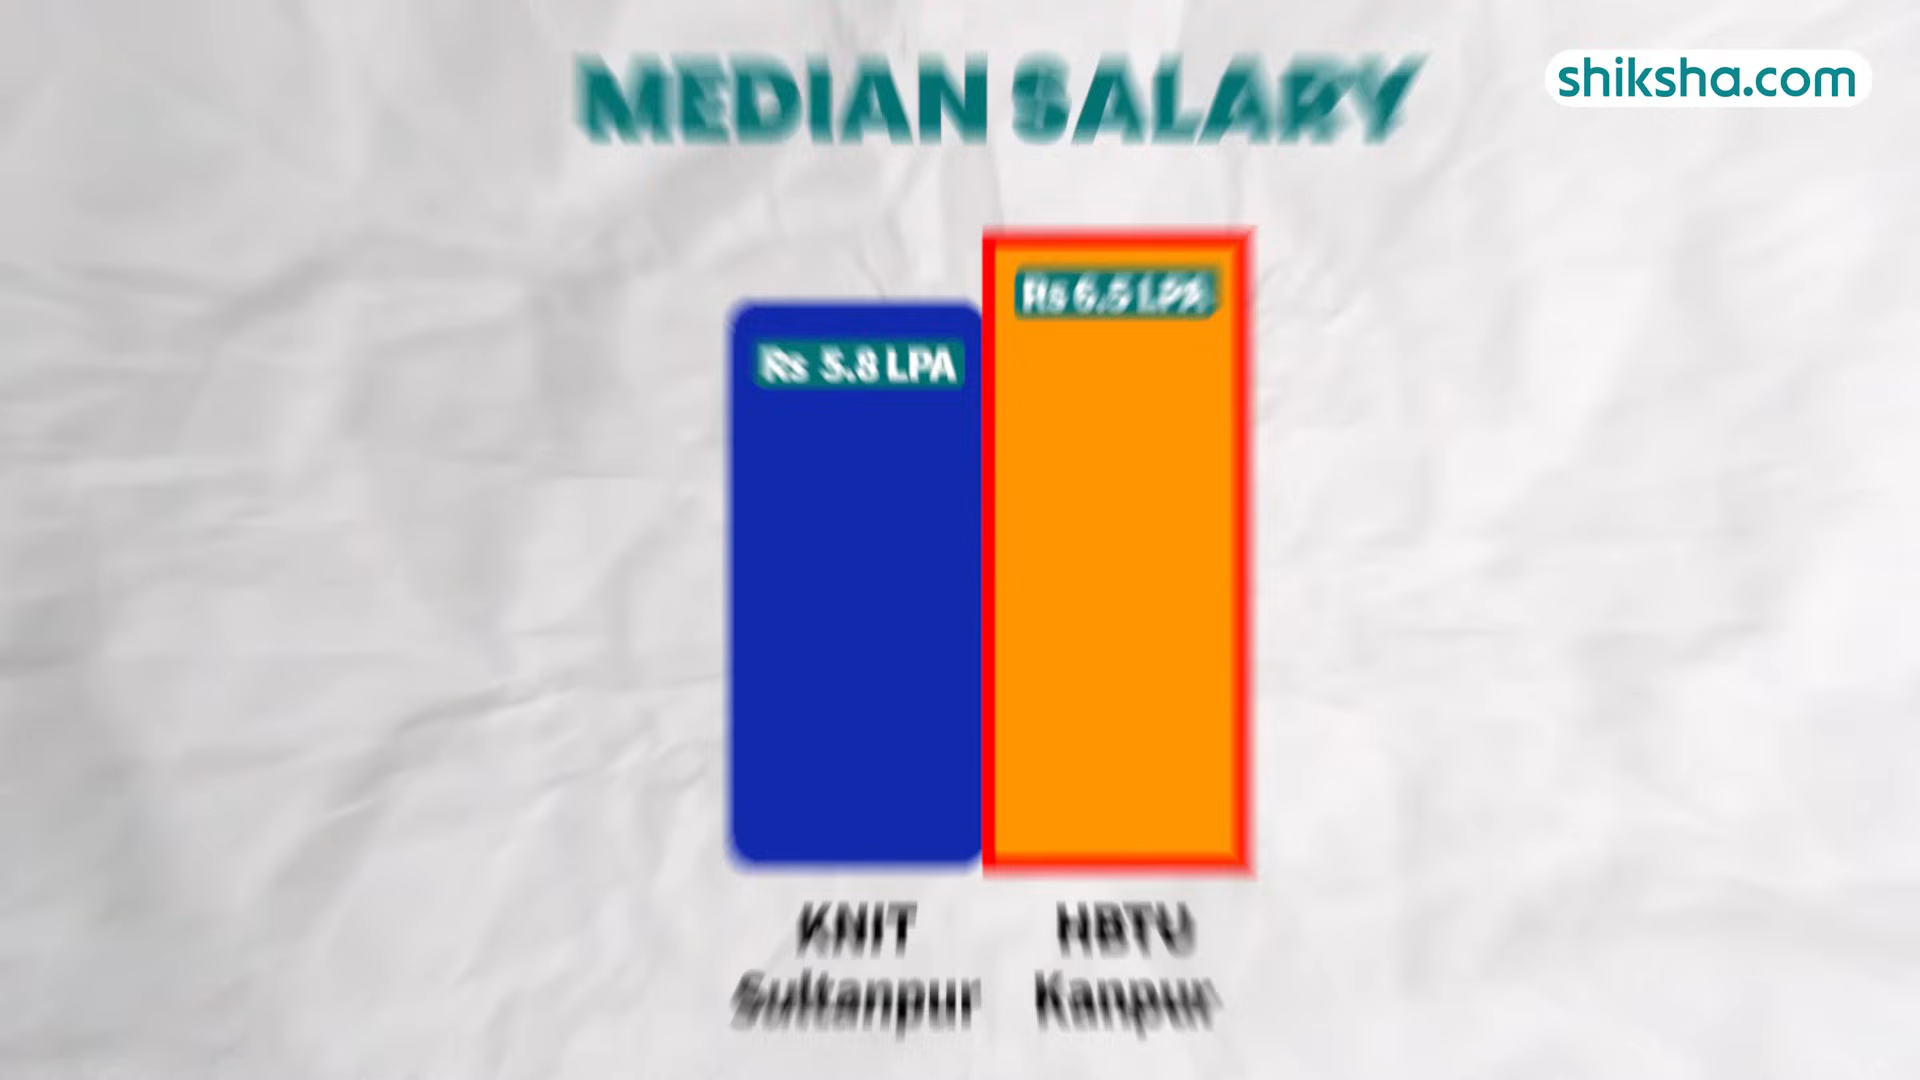 MEDIAN SALARY
shiksha.com
Rs 6.5 LPA
Rs 5.8 LPA
KNIT
Sultanpur
HBTU
Kanpur